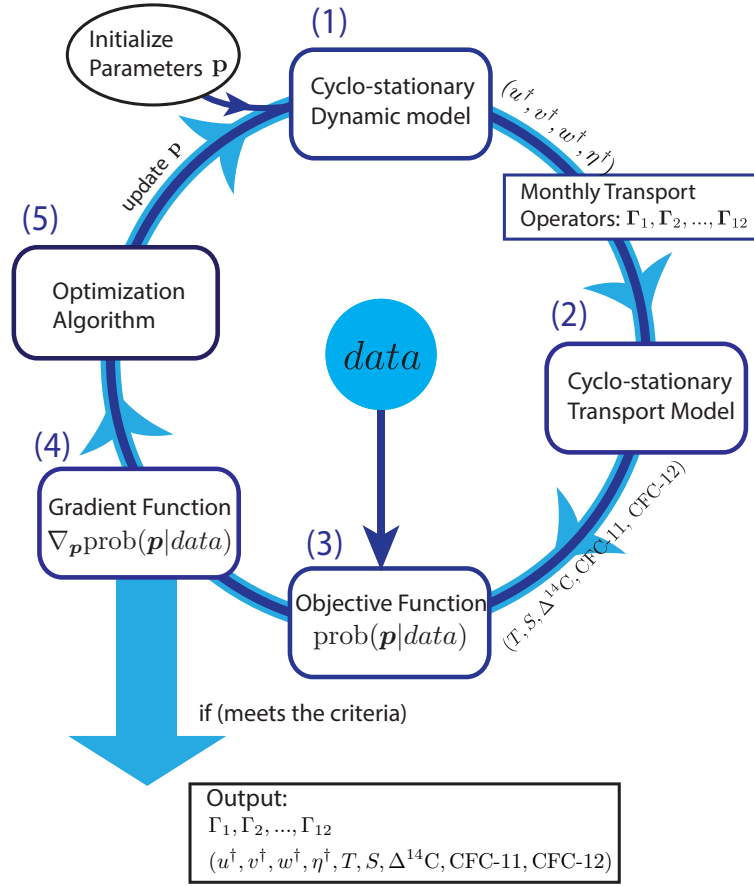 (1)
Initialize
Parameters p
Cyclo-stationary
Dynamic model
(u†, v†, w†, η†)
update p
Monthly Transport
Operators: Γ₁, Γ₂, ..., Γ₁₂
(5)
Optimization
Algorithm
data
(2)
Cyclo-stationary
Transport Model
(4)
Gradient Function
∇ₚprob(p|data)
(3)
Objective Function
prob(p|data)
(T, S, Δ¹⁴C, CFC-11, CFC-12)
if (meets the criteria)
Output:
Γ₁, Γ₂, ..., Γ₁₂
(u†, v†, w†, η†, T, S, Δ¹⁴C, CFC-11, CFC-12)